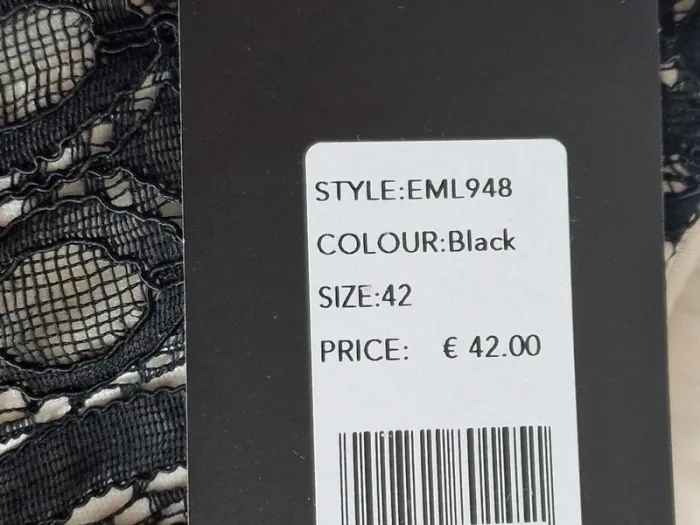 STYLE:EML948
COLOUR:Black
SIZE:42
PRICE: € 42.00